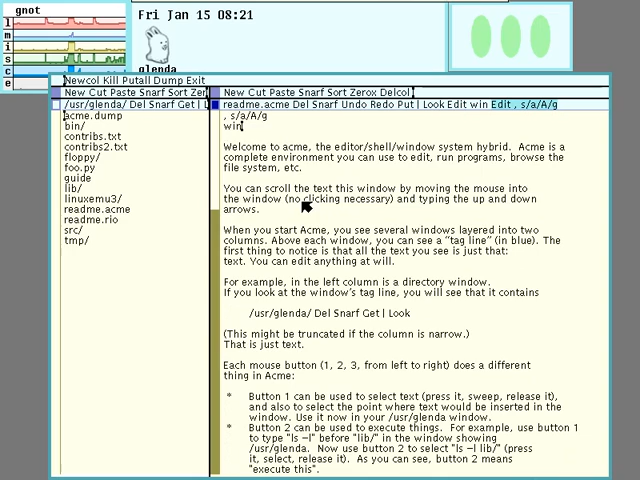 gnot
l
m
i
s
c
e
Fri Jan 15 08:21
glenda
Newcol Kill Putall Dump Exit
New Cut Paste Snarf Sort Zer
New Cut Paste Snarf Sort Zerox Delcol
/usr/glenda/ Del Snarf Get | L
acme.dump
bin/
contribs.txt
contribs2.txt
floppy/
foo.py
guide
lib/
linuxemu3/
readme.acme
readme.rio
src/
tmp/
readme.acme Del Snarf Undo Redo Put | Look Edit win Edit , s/a/A/g
, s/a/A/g
win
Welcome to acme, the editor/shell/window system hybrid.  Acme is a
complete environment you can use to edit, run programs, browse the
file system, etc.
You can scroll the text this window by moving the mouse into
the window (no clicking necessary) and typing the up and down
arrows.
When you start Acme, you see several windows layered into two
columns. Above each window, you can see a "tag line" (in blue). The
first thing to notice is that all the text you see is just that:
text. You can edit anything at will.
For example, in the left column is a directory window.
If you look at the window's tag line, you will see that it contains
/usr/glenda/ Del Snarf Get | Look
(This might be truncated if the column is narrow.)
That is just text.
Each mouse button (1, 2, 3, from left to right) does a different
thing in Acme:
* Button 1 can be used to select text (press it, sweep, release it),
and also to select the point where text would be inserted in the
window. Use it now in your /usr/glenda window.
* Button 2 can be used to execute things.  For example, use button 1
to type "ls -l" before "lib/" in the window showing
/usr/glenda.  Now use button 2 to select "ls -l lib/" (press
it, select, release it).  As you can see, button 2 means
"execute this".